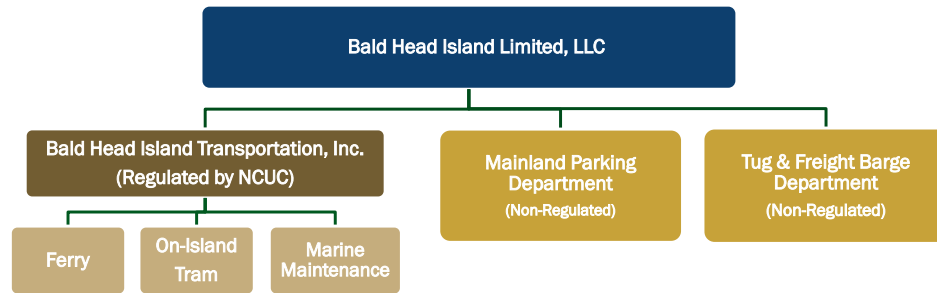 Bald Head Island Limited, LLC
Bald Head Island Transportation, Inc.
(Regulated by NCUC)
Mainland Parking
Department
(Non-Regulated)
Tug & Freight Barge
Department
(Non-Regulated)
Ferry
On-Island
Tram
Marine
Maintenance